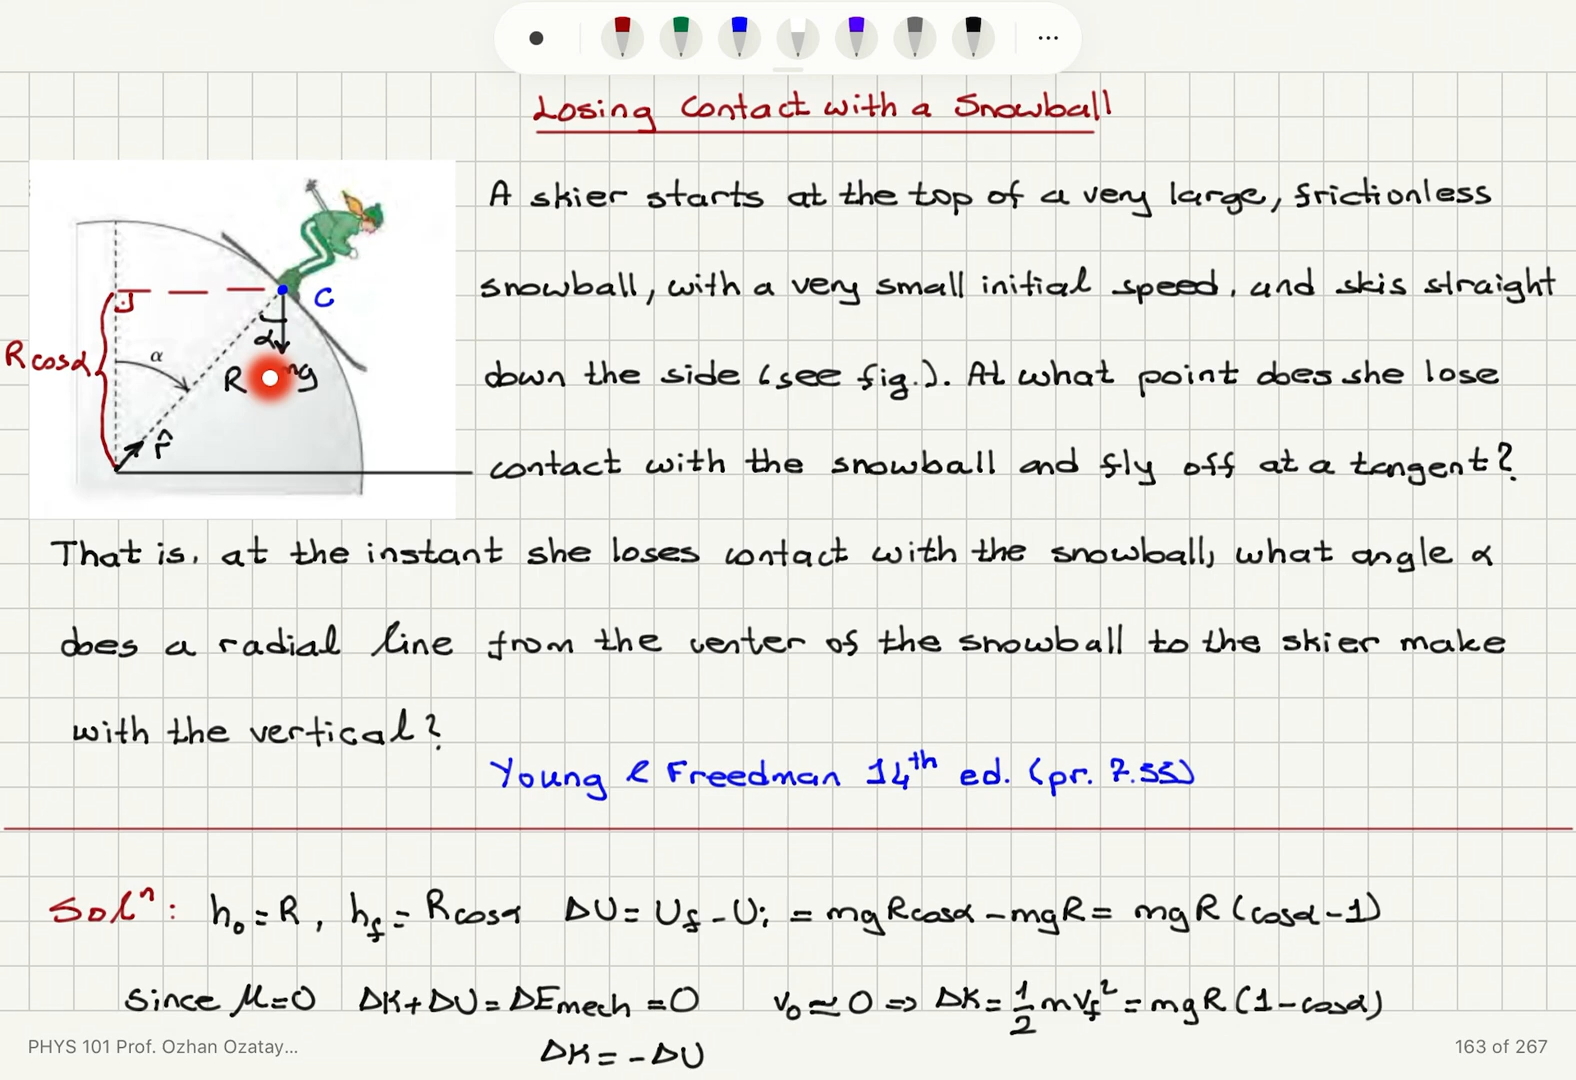 Losing Contact with a Snowball
A skier starts at the top of a very large, frictionless
snowball, with a very small initial speed, and skis straight
down the side (see fig.). At what point does she lose
contact with the snowball and fly off at a tangent?
C
α
R cosα
α
R
mg
r̂
That is, at the instant she loses contact with the snowball, what angle α
does a radial line from the center of the snowball to the skier make
with the vertical?
Young & Freedman 14th ed. (pr. 7.55)
Solⁿ: h₀ = R, h_f = R cosα ΔU = U_f - U_i = mgRcosα - mgR = mgR(cosα-1)
Since μ=0 ΔK+ΔU = ΔEmech = 0 v₀ ≃ 0 => ΔK = 1/2 m v_f² = mgR(1-cosα)
ΔK = -ΔU
PHYS 101 Prof. Ozhan Ozatay...
163 of 267